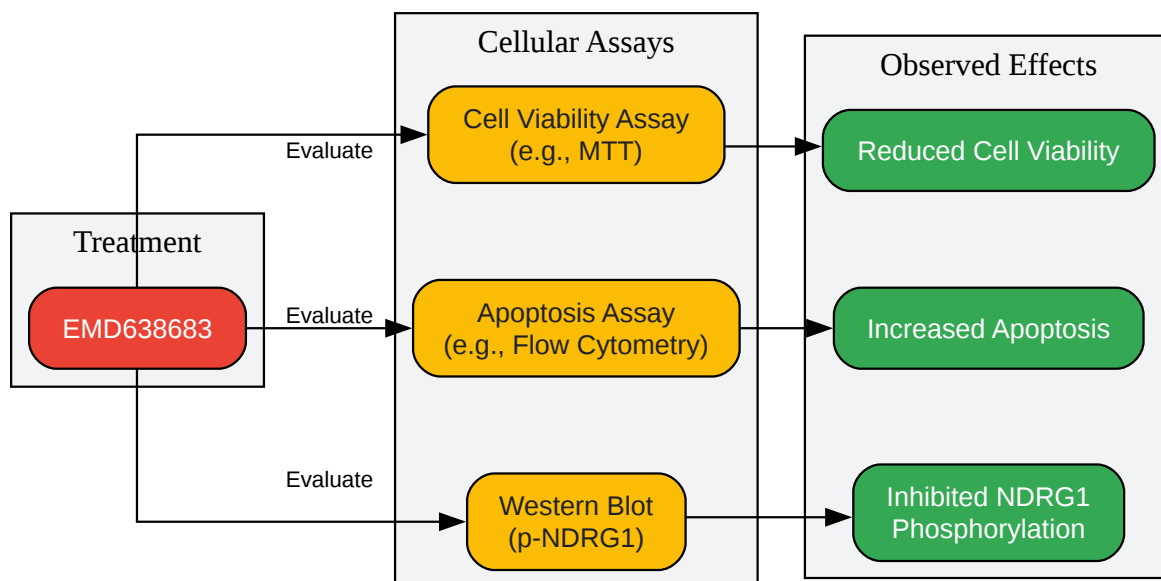 Cellular Assays
Observed Effects
Cell Viability Assay
(e.g., MTT)
Evaluate
Reduced Cell Viability
Treatment
EMD638683
Evaluate
Apoptosis Assay
(e.g., Flow Cytometry)
Increased Apoptosis
Evaluate
Western Blot
(p-NDRG1)
Inhibited NDRG1
Phosphorylation